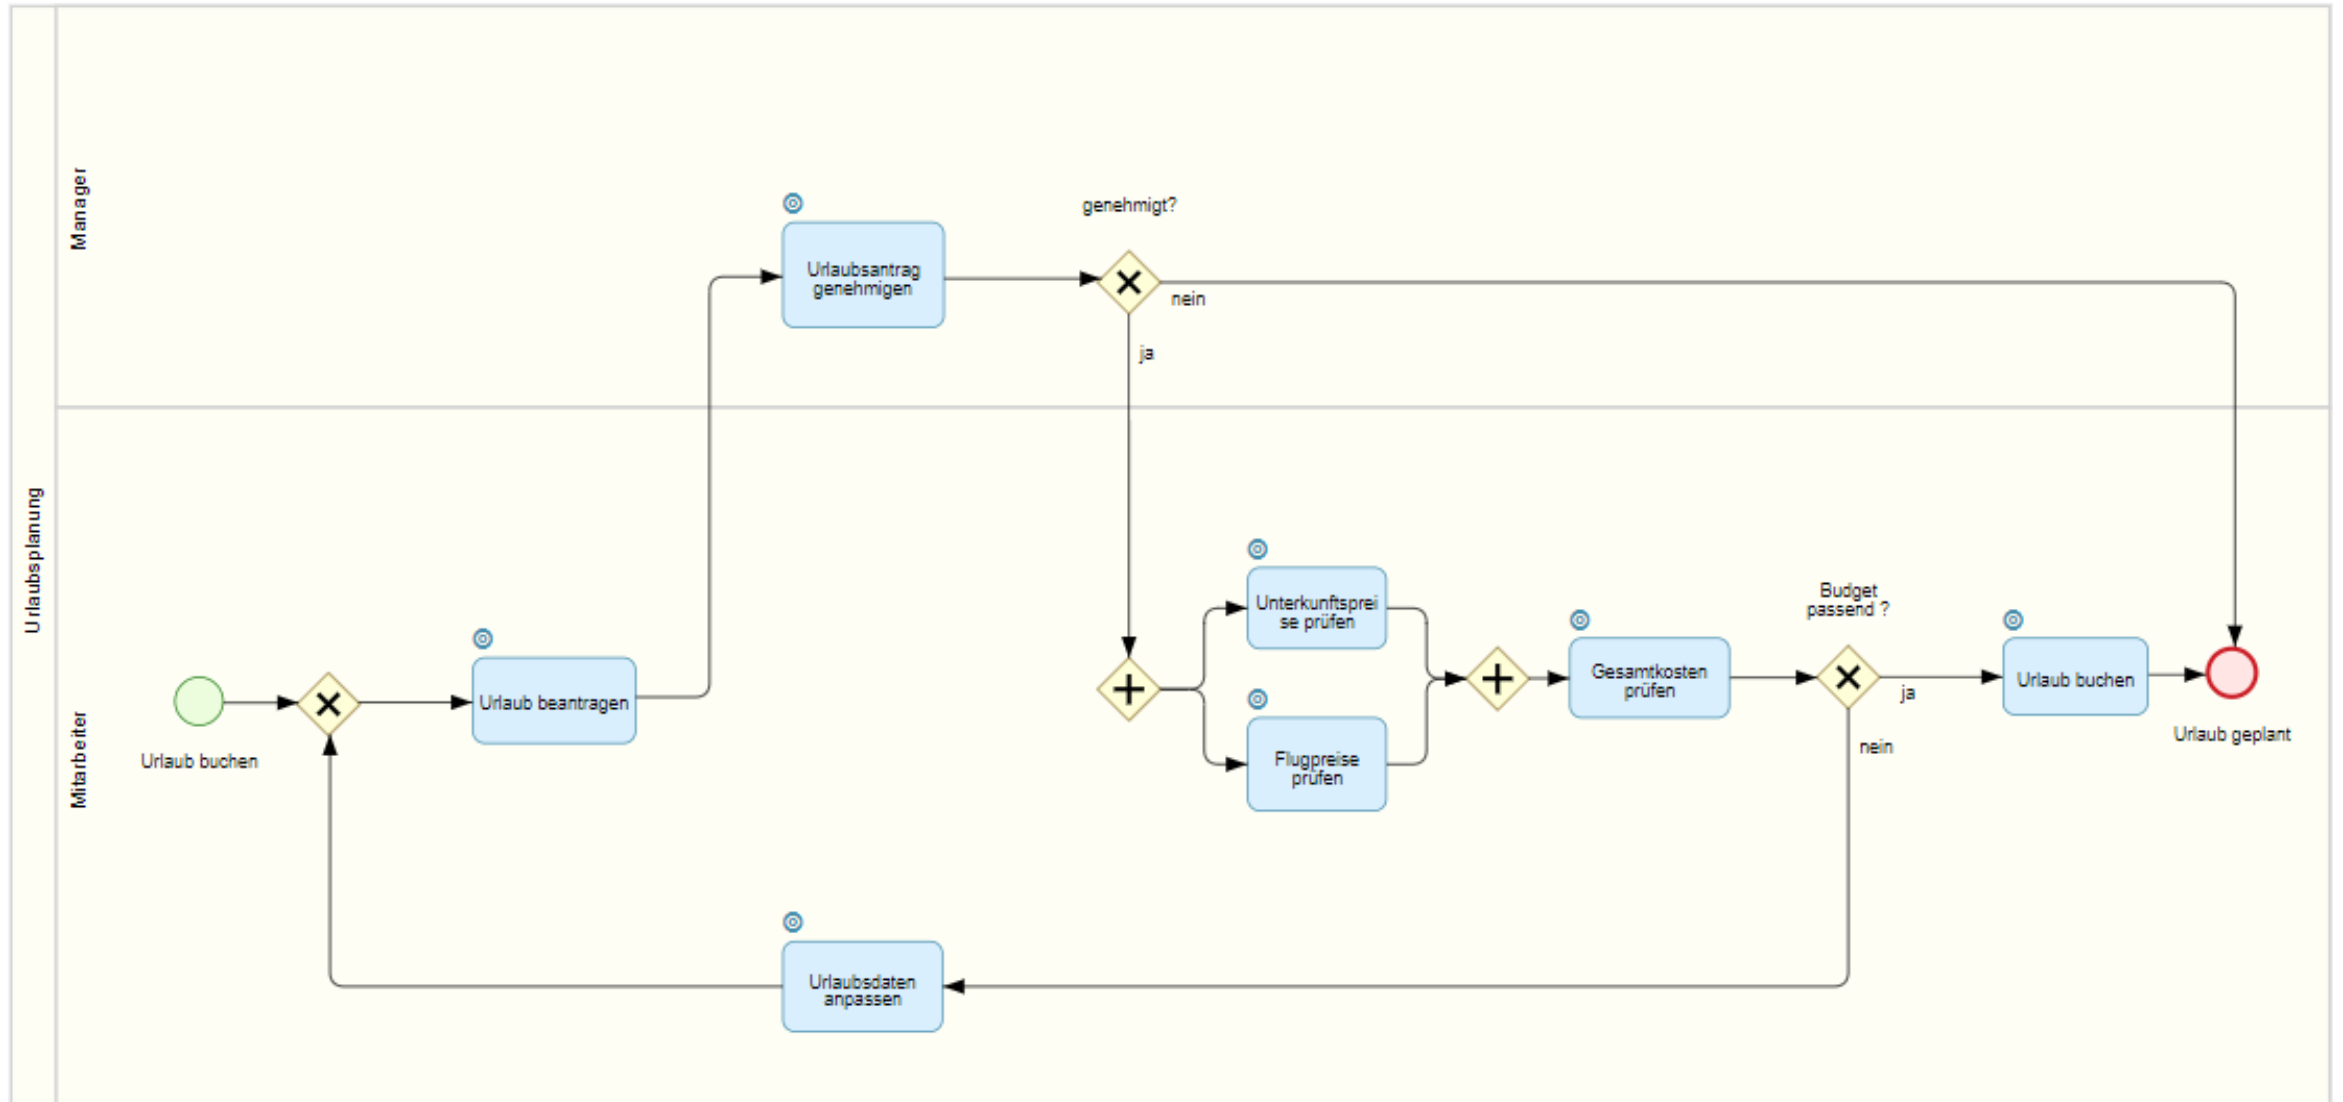 Urlaubsplanung
Manager
Urlaubsantrag
genehmigen
genehmigt?
nein
ja
Mitarbeiter
Urlaub buchen
Urlaub beantragen
Unterkunftsprei
se prüfen
Flugpreise
prüfen
Gesamtkosten
prüfen
Budget
passend ?
ja
nein
Urlaub buchen
Urlaub geplant
Urlaubsdaten
anpassen